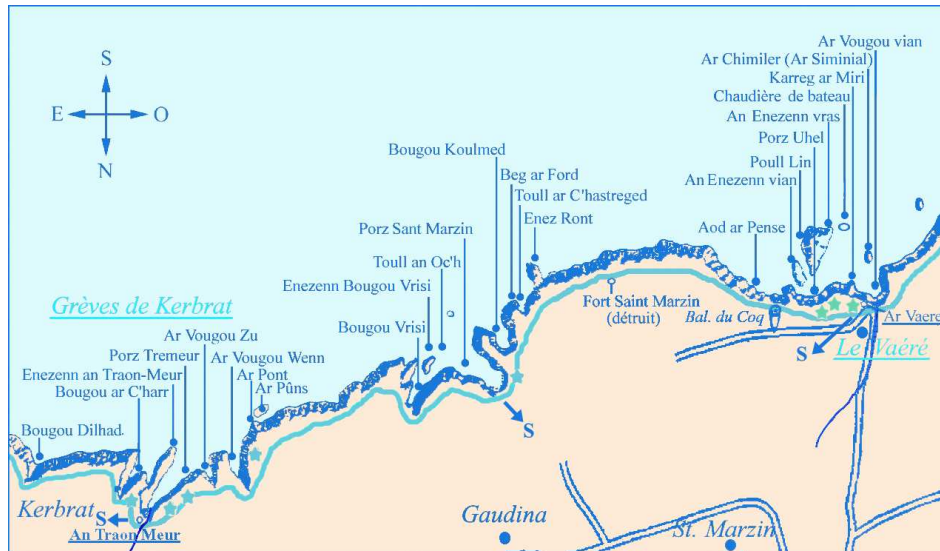 S
E
O
N
Ar Vougou vian
Ar Chimiler (Ar Siminial)
Karreg ar Miri
Chaudière de bateau
An Enezenn vras
Porz Uhel
Poull Lin
An Enezenn vian
Aod ar Pense
Bougou Koulmed
Beg ar Ford
Toull ar C'hastreged
Enez Ront
Porz Sant Marzin
Toull an Oc'h
Enezenn Bougou Vrisi
Bougou Vrisi
Grèves de Kerbrat
Ar Vougou Zu
Porz Tremeur
Ar Vougou Wenn
Enezenn an Traon-Meur
Ar Pont
Bougou ar C'harr
Ar Pûns
Bougou Dilhad.
Fort Saint Marzin
(détruit)
Bal. du Coq
Ar Vaere
Le Vaéré
S
S
Kerbrat
S
An Traon Meur
Gaudina
St. Marzin